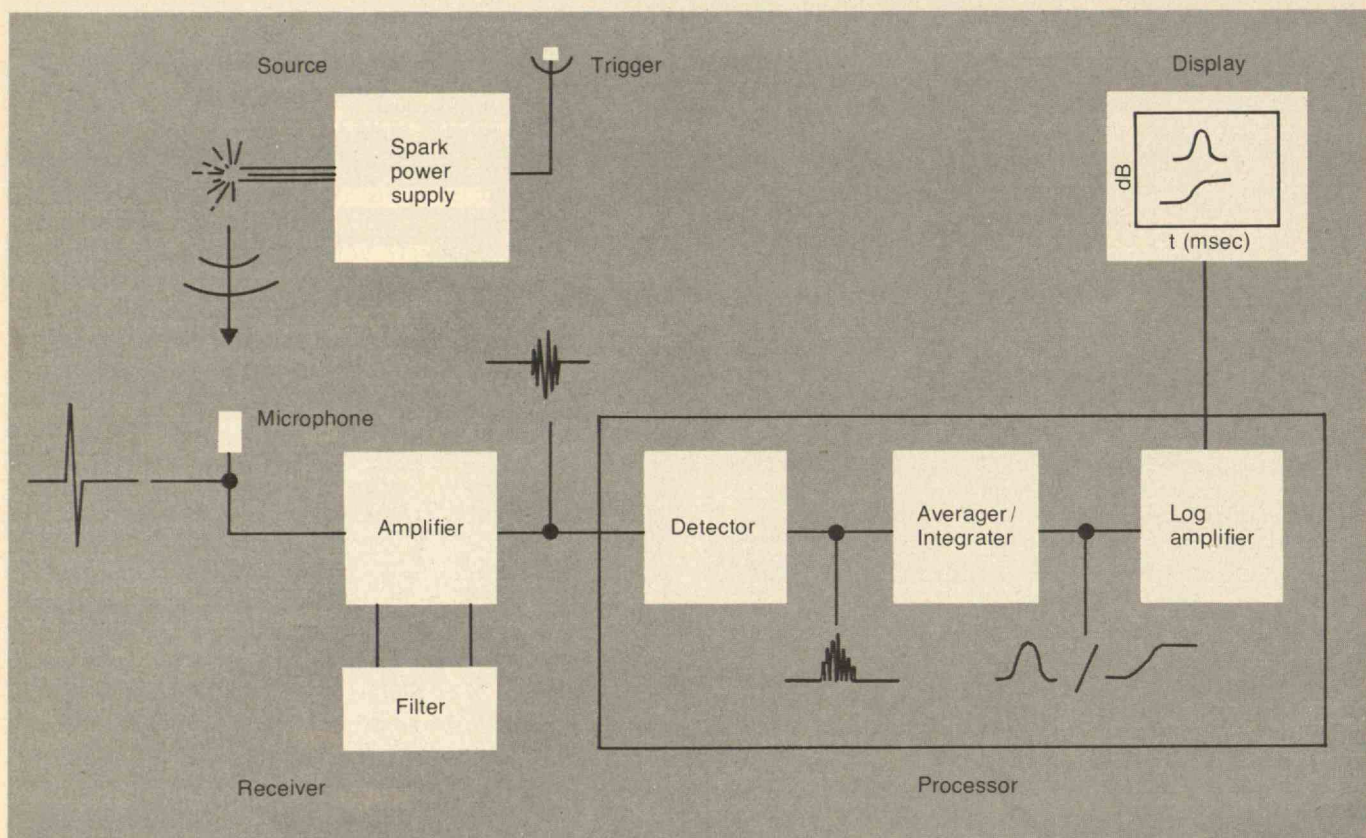 Source
Trigger
Display
Spark
power
supply
dB
t (msec)
Microphone
Amplifier
Detector
Averager/
Integrater
Log
amplifier
Filter
Receiver
Processor